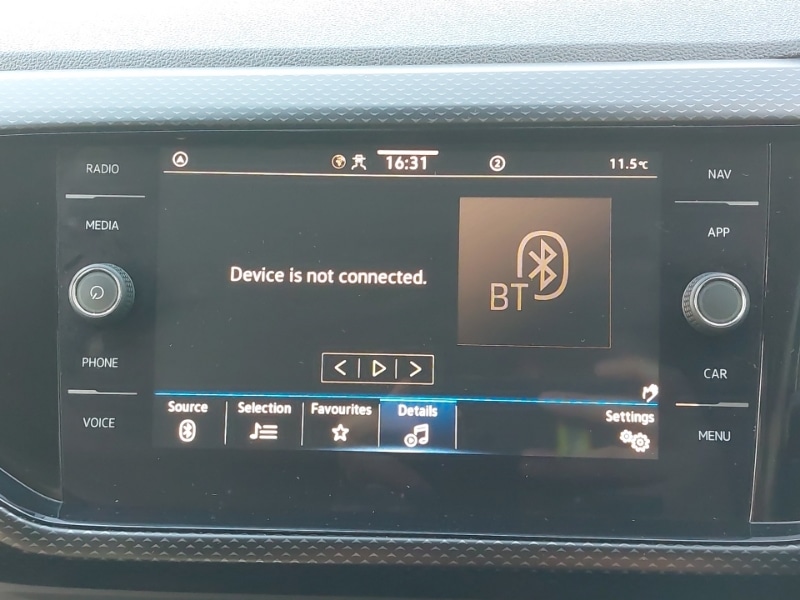 RADIO
MEDIA
PHONE
VOICE
16:31
2
11.5°C
Device is not connected.
BT
Source
Selection
Favourites
Details
Settings
NAV
APP
CAR
MENU